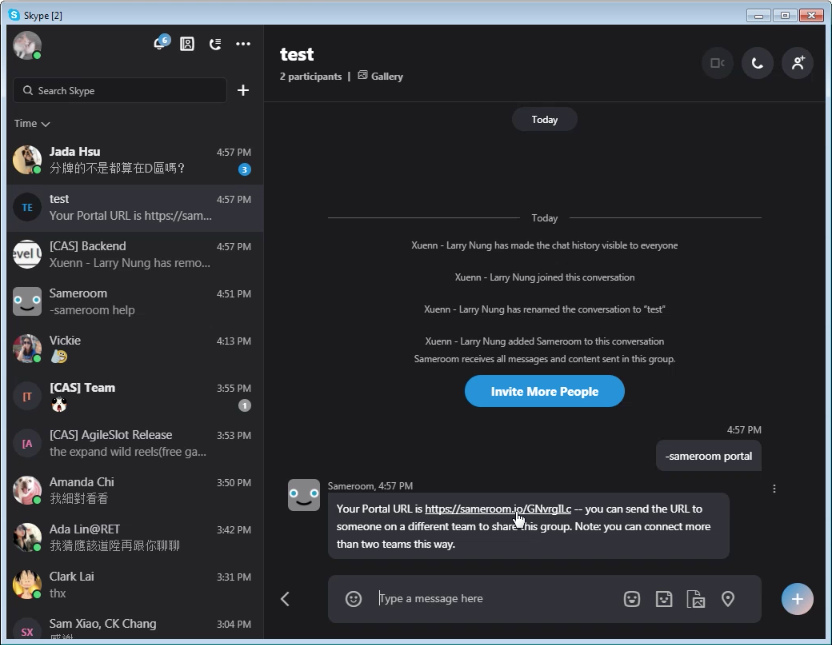 Skype [2]
6
Search Skype
Time
Jada Hsu 4:57 PM
分牌的不是都算在D區嗎? 3
TE
test 4:57 PM
Your Portal URL is https://sam...
evel U
[CAS] Backend 4:57 PM
Xuenn - Larry Nung has remo...
Sameroom 4:51 PM
-sameroom help
Vickie 4:13 PM
[T
[CAS] Team 3:55 PM
1
[A
[CAS] AgileSlot Release 3:53 PM
the expand wild reels(free ga...
Amanda Chi 3:50 PM
我細對看看
Ada Lin@RET 3:42 PM
我猜應該道陞再跟你聊聊
Clark Lai 3:31 PM
thx
SX
Sam Xiao, CK Chang 3:04 PM
test
2 participants | Gallery
Today
Today
Xuenn - Larry Nung has made the chat history visible to everyone
Xuenn - Larry Nung joined this conversation
Xuenn - Larry Nung has renamed the conversation to "test"
Xuenn - Larry Nung added Sameroom to this conversation
Sameroom receives all messages and content sent in this group.
Invite More People
4:57 PM
-sameroom portal
Sameroom, 4:57 PM
Your Portal URL is https://sameroom.io/GNvrgILc -- you can send the URL to
someone on a different team to share this group. Note: you can connect more
than two teams this way.
Type a message here